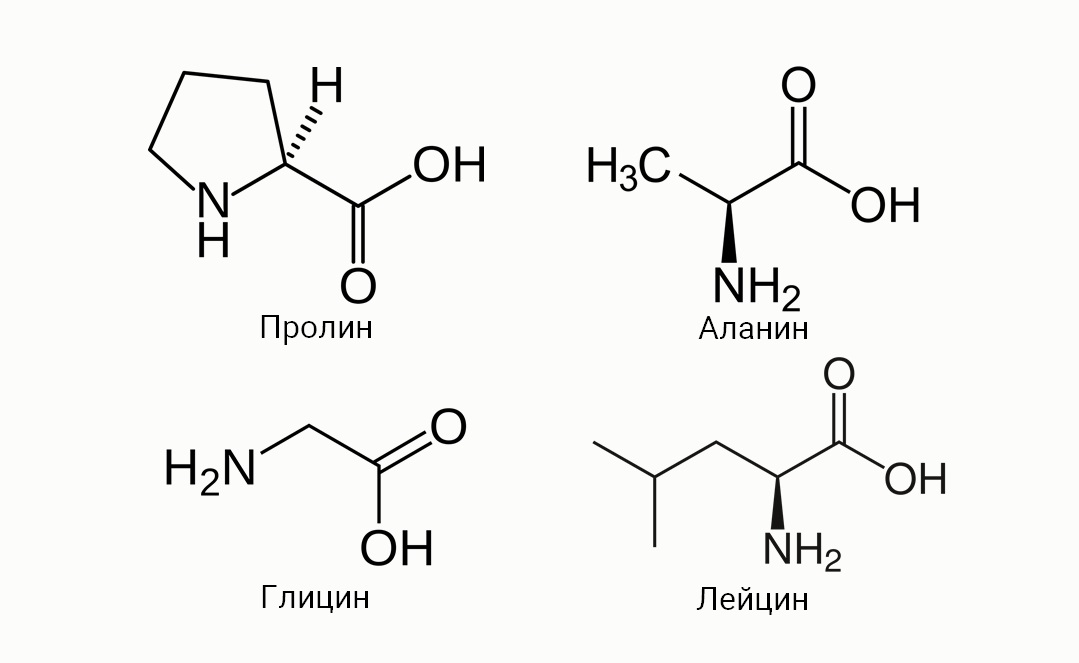 H
OH
N
H
O
Пролин
O
H₃C
OH
NH₂
Аланин
O
H₂N
OH
Глицин
O
OH
NH₂
Лейцин